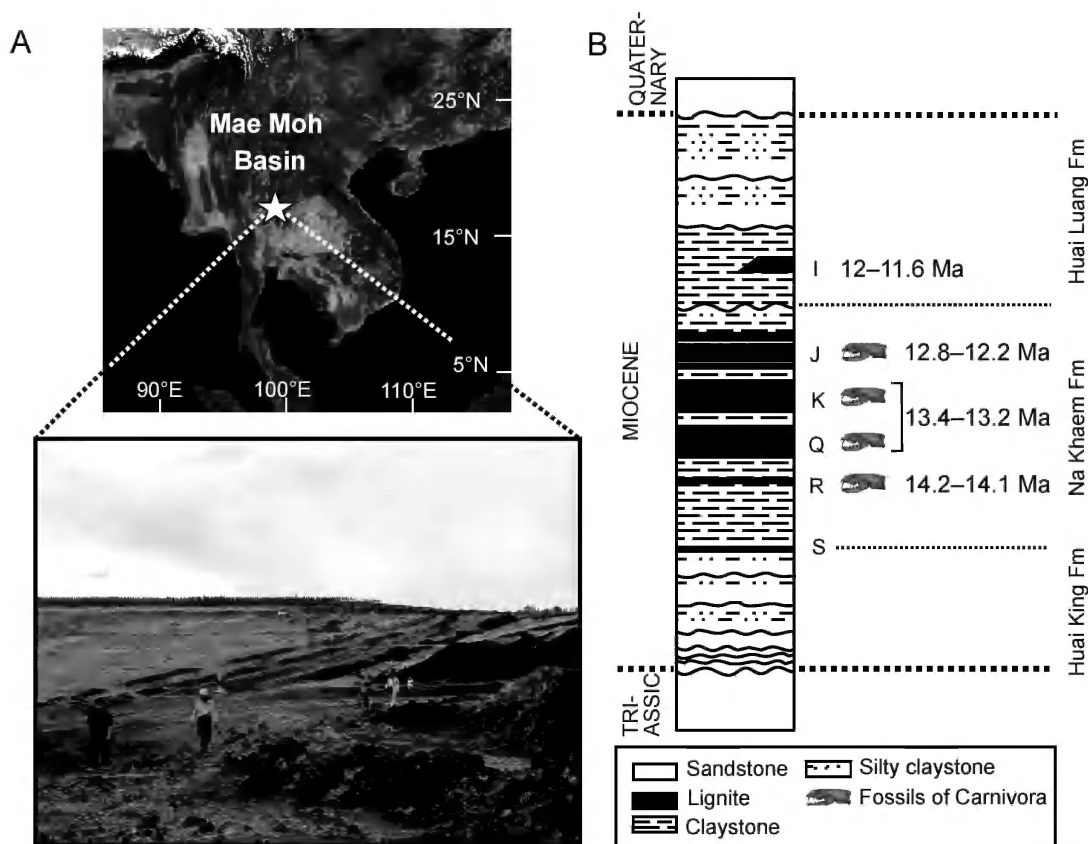 A
Mae Moh
Basin
25°N
15°N
5°N
90°E
100°E
110°E
B
QUATER-
NARY
MIOCENE
TRI-
ASSIC
I 12–11.6 Ma
J 12.8–12.2 Ma
K
13.4–13.2 Ma
Q
R 14.2–14.1 Ma
S
Huai Luang Fm
Na Khaem Fm
Huai King Fm
Sandstone
Silty claystone
Lignite
Fossils of Carnivora
Claystone